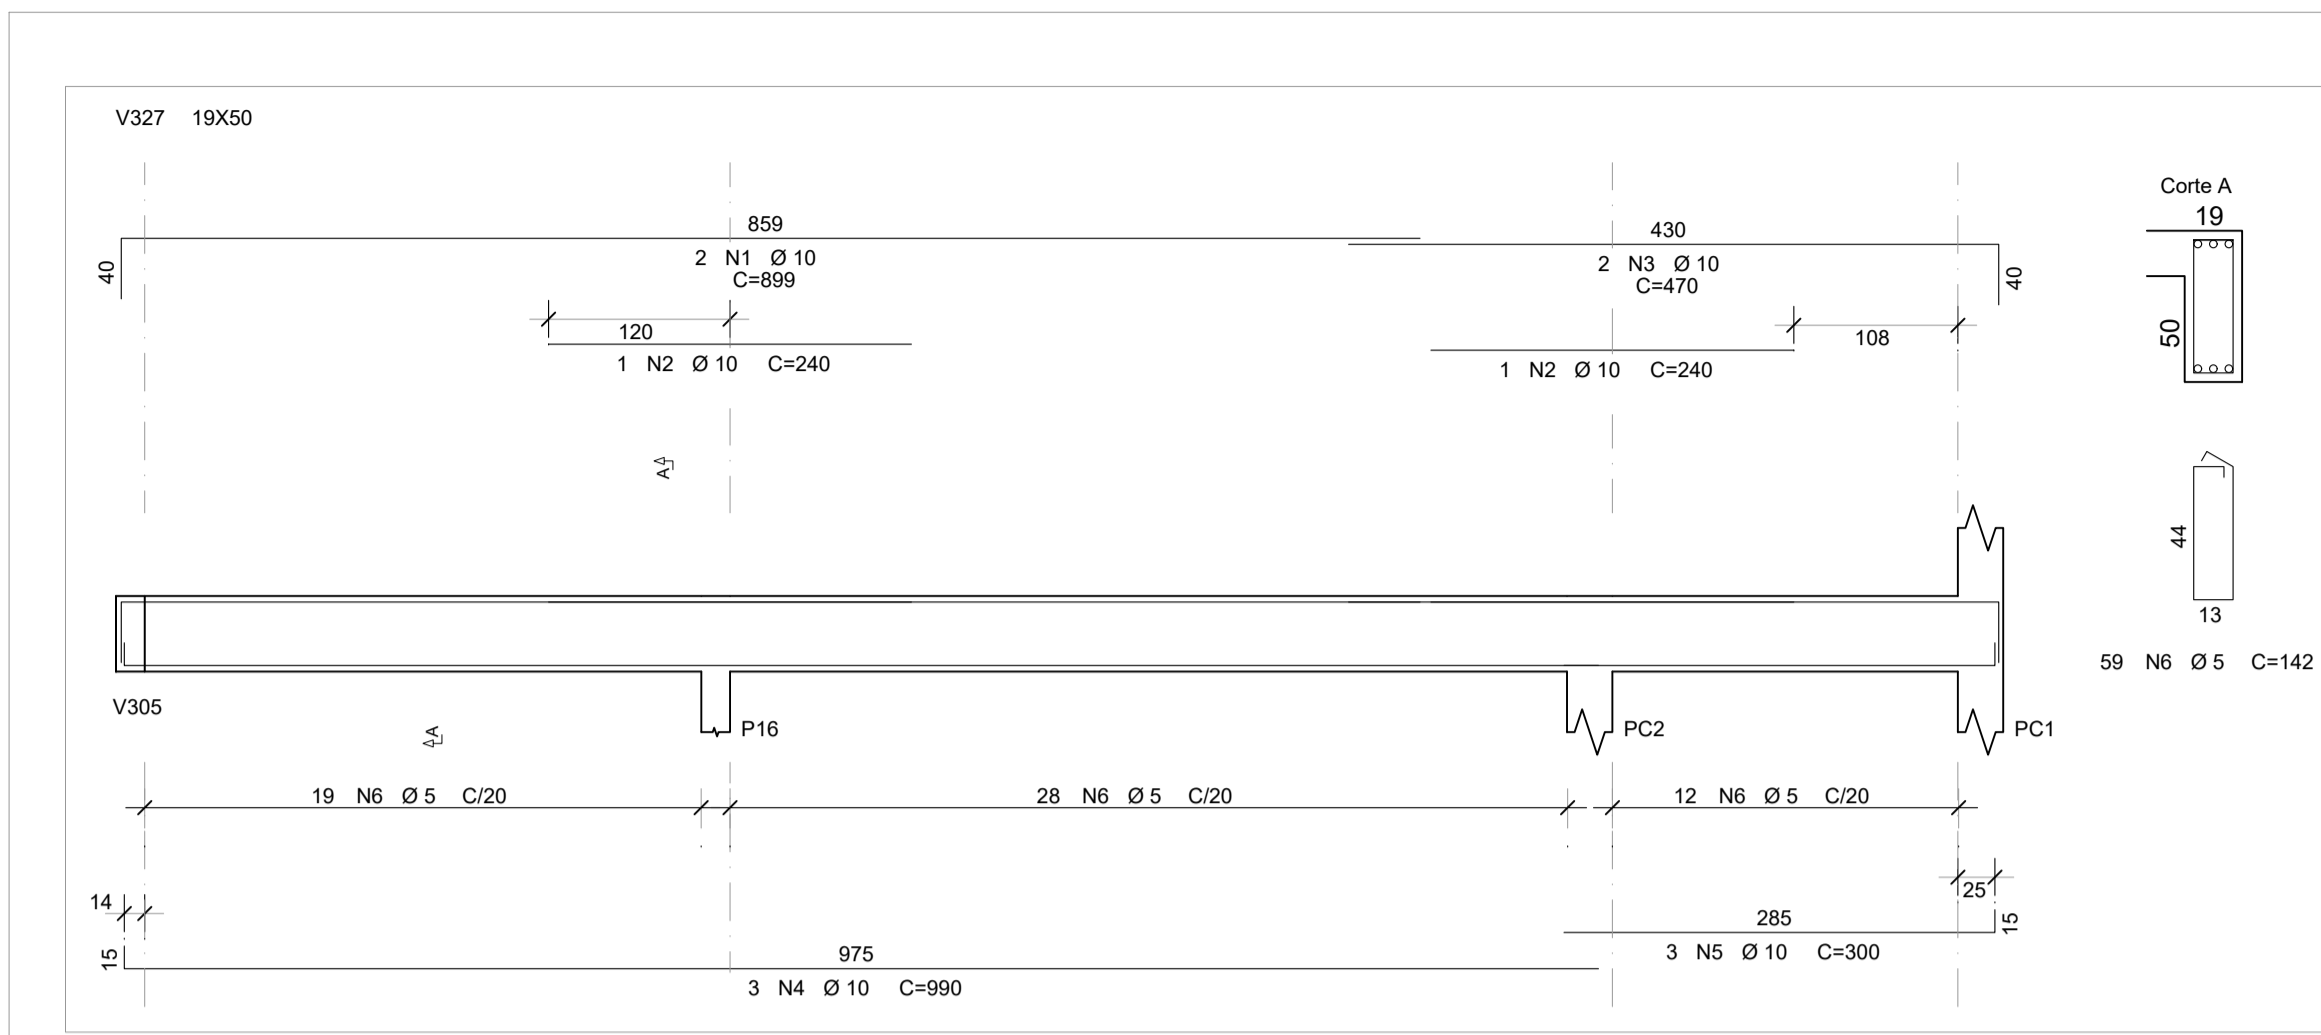 V327 19X50
Corte A
19
859
430
2 N1 Ø 10
C=899
2 N3 Ø 10
C=470
40
40
120
108
50
1 N2 Ø 10 C=240
1 N2 Ø 10 C=240
A
44
13
59 N6 Ø 5 C=142
V305
P16
PC2
PC1
A
19 N6 Ø 5 C/20
28 N6 Ø 5 C/20
12 N6 Ø 5 C/20
14
25
285
15
15
975
3 N5 Ø 10 C=300
3 N4 Ø 10 C=990